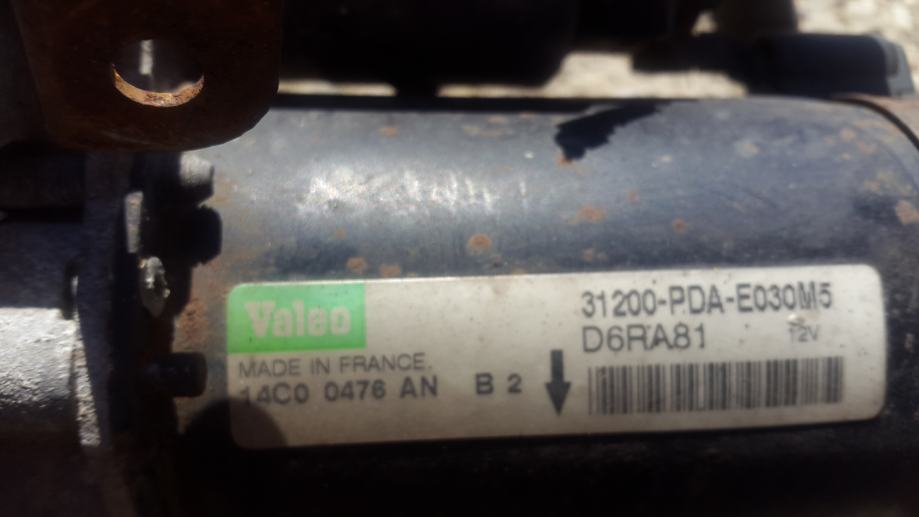 Valeo
31200-PDA-E030M5
D6RA81
12V
MADE IN FRANCE.
14C0 0476 AN B 2